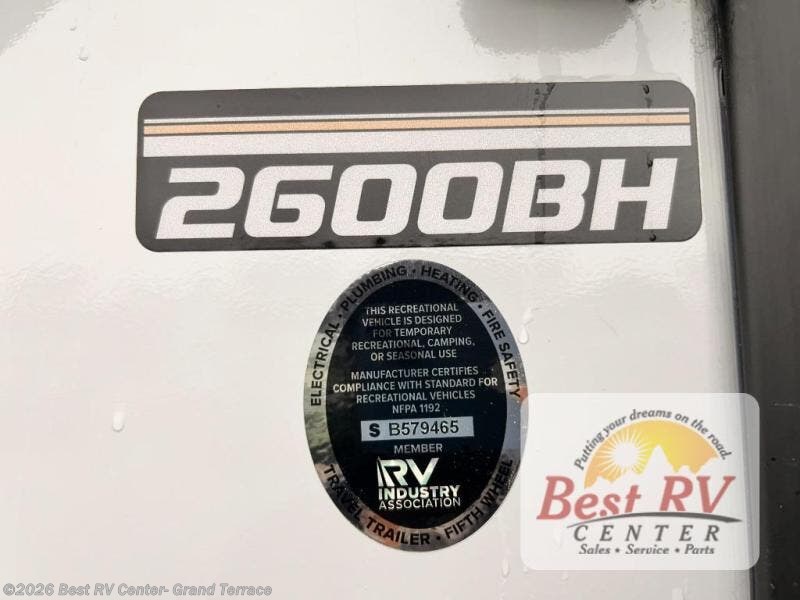 2600BH
ELECTRICAL · PLUMBING · HEATING · FIRE SAFETY
THIS RECREATIONAL
VEHICLE IS DESIGNED
FOR TEMPORARY
RECREATIONAL, CAMPING,
OR SEASONAL USE
MANUFACTURER CERTIFIES
COMPLIANCE WITH STANDARD FOR
RECREATIONAL VEHICLES
NFPA 1192
S B579465
MEMBER
RV
INDUSTRY
ASSOCIATION
TRAVEL TRAILER · FIFTH WHEEL
Putting your dreams on the road.
Best RV
CENTER
Sales • Service • Parts
©2026 Best RV Center- Grand Terrace